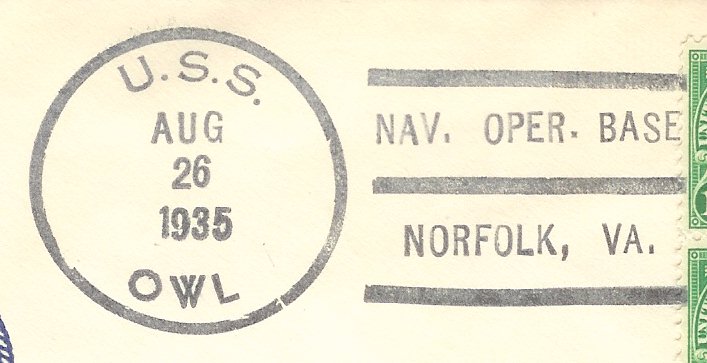 U.S.S.
AUG
26
1935
OWL
NAV. OPER. BASE
NORFOLK, VA.